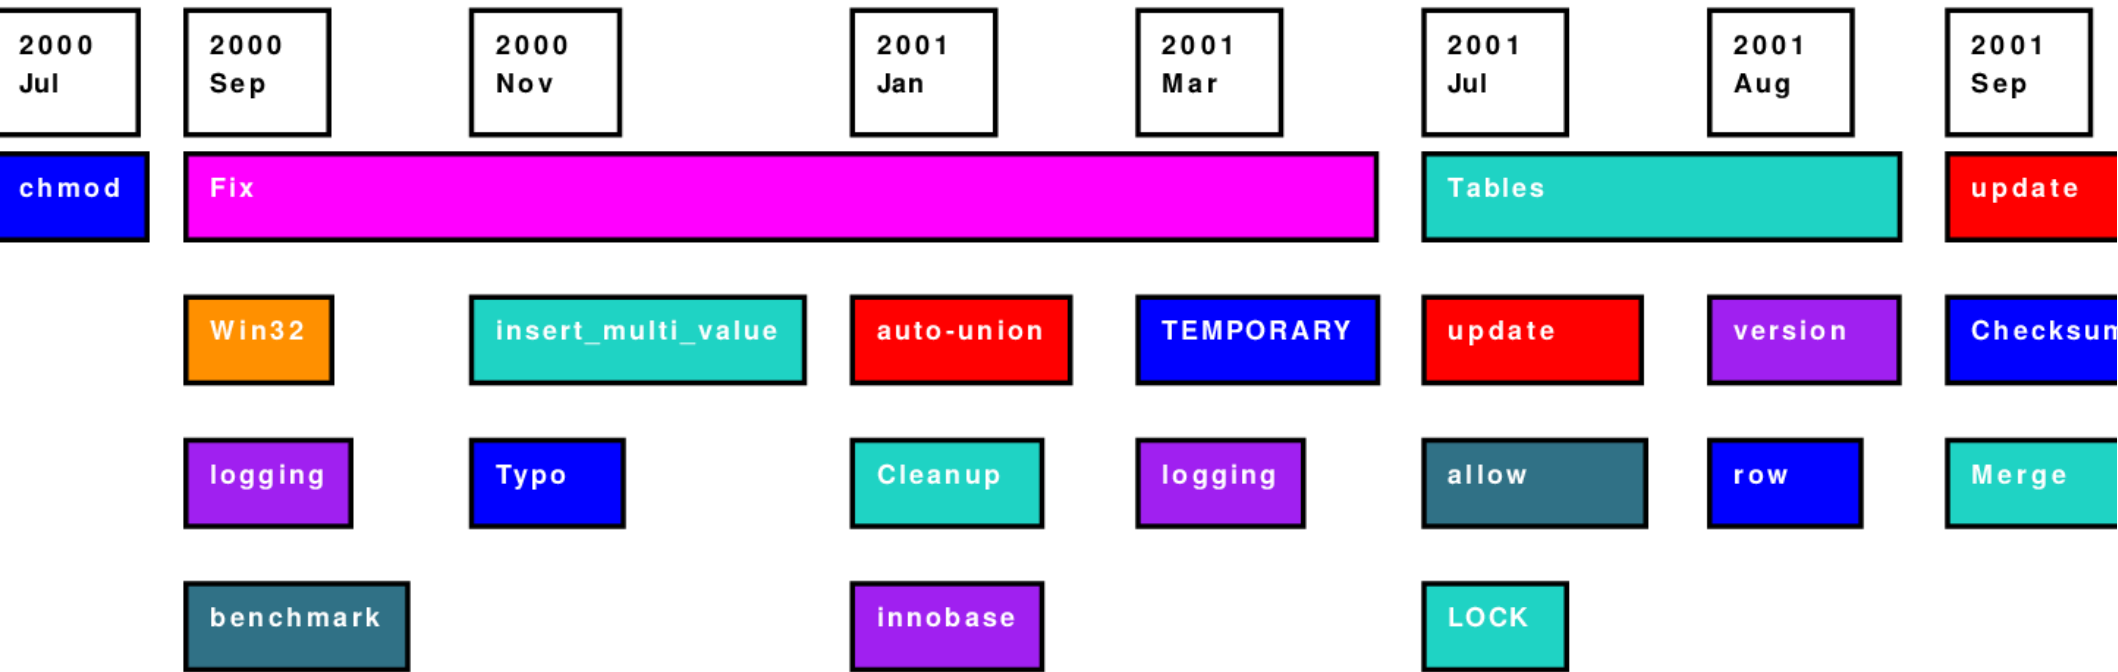 2000
Jul
2000
Sep
2000
Nov
2001
Jan
2001
Mar
2001
Jul
2001
Aug
2001
Sep
chmod
Fix
Tables
update
Win32
insert_multi_value
auto-union
TEMPORARY
update
version
Checksum
logging
Typo
Cleanup
logging
allow
row
Merge
benchmark
innobase
LOCK